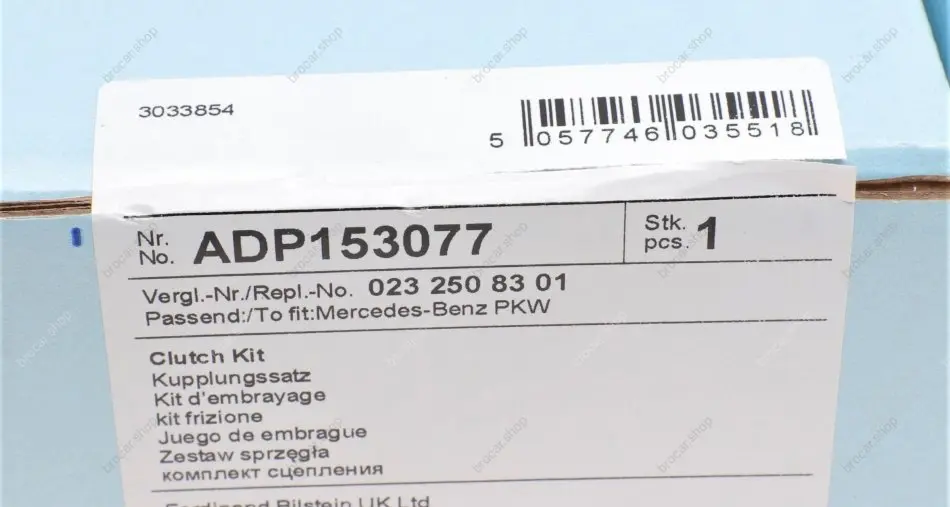 3033854
5 057746 035518
Nr.
No. ADP153077
Stk.
pcs. 1
Vergl.-Nr./Repl.-No. 023 250 83 01
Passend:/To fit:Mercedes-Benz PKW
Clutch Kit
Kupplungssatz
Kit d'embrayage
kit frizione
Juego de embrague
Zestaw sprzęgła
комплект сцепления
Ferdinand Bilstein UK Ltd
brocar.shop